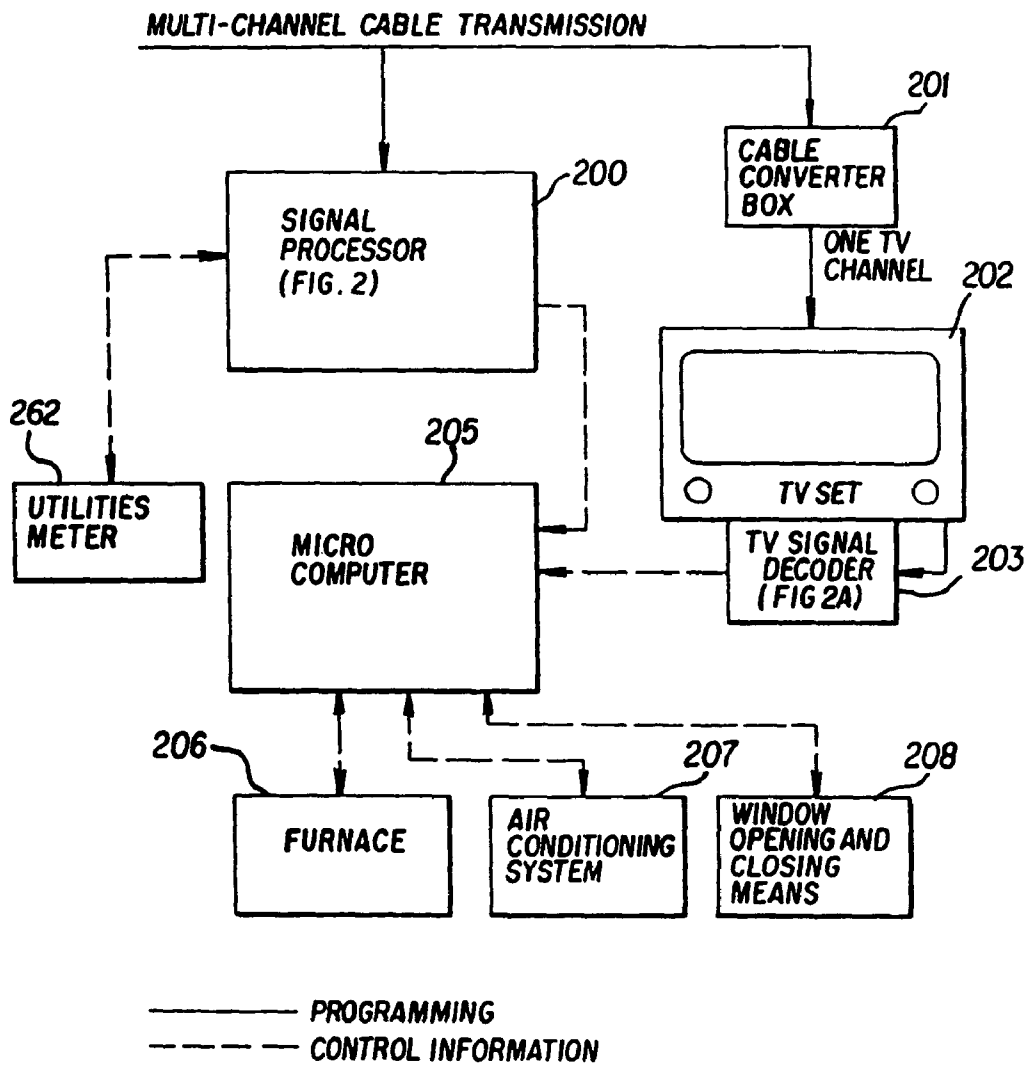 MULTI-CHANNEL CABLE TRANSMISSION
201
CABLE
CONVERTER
BOX
200
SIGNAL
PROCESSOR
(FIG. 2)
ONE TV
CHANNEL
202
TV SET
262
UTILITIES
METER
205
MICRO
COMPUTER
TV SIGNAL
DECODER
(FIG 2A)
203
206
FURNACE
207
AIR
CONDITIONING
SYSTEM
208
WINDOW
OPENING AND
CLOSING
MEANS
PROGRAMMING
CONTROL INFORMATION